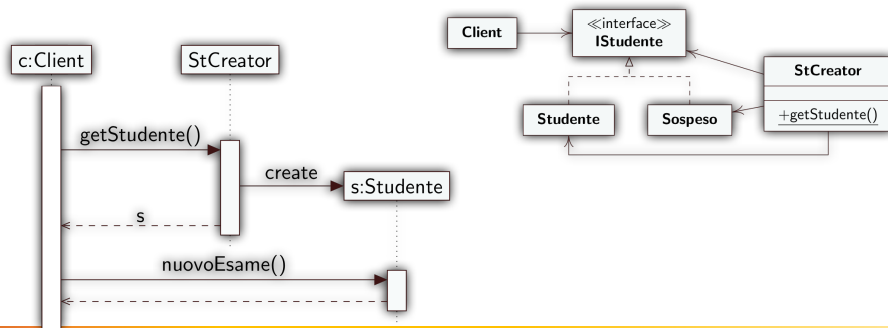 c:Client
StCreator
getStudente()
create
s:Studente
s
nuovoEsame()
Client
≪interface≫
IStudente
StCreator
+getStudente()
Studente
Sospeso